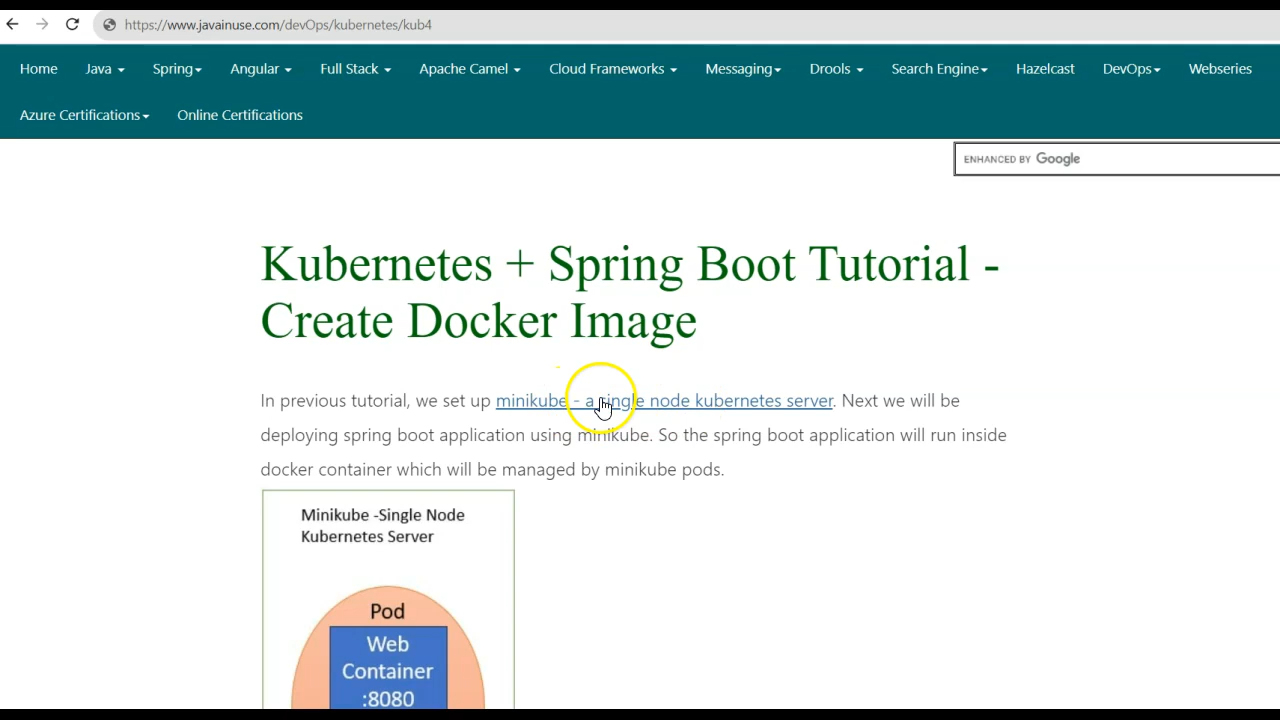 https://www.javainuse.com/devOps/kubernetes/kub4
Home Java Spring Angular Full Stack Apache Camel Cloud Frameworks Messaging Drools Search Engine Hazelcast DevOps Webseries
Azure Certifications Online Certifications
ENHANCED BY Google
Kubernetes + Spring Boot Tutorial -
Create Docker Image
In previous tutorial, we set up minikube - a single node kubernetes server. Next we will be
deploying spring boot application using minikube. So the spring boot application will run inside
docker container which will be managed by minikube pods.
Minikube -Single Node
Kubernetes Server
Pod
Web
Container
:8080